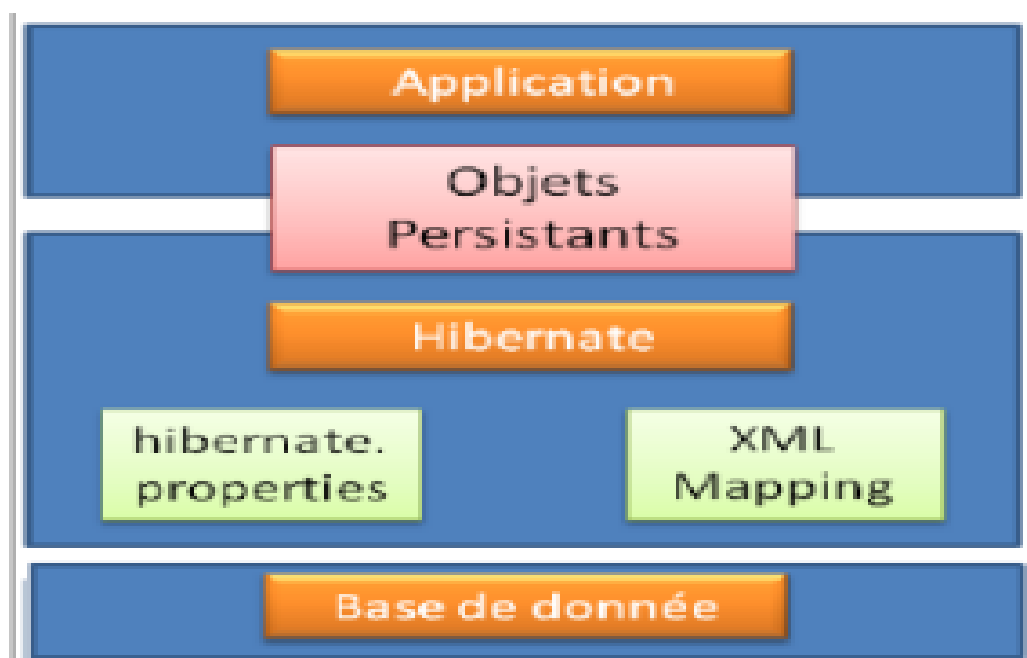 Application
Objets
Persistants
Hibernate
hibernate.
properties
XML
Mapping
Base de donnée